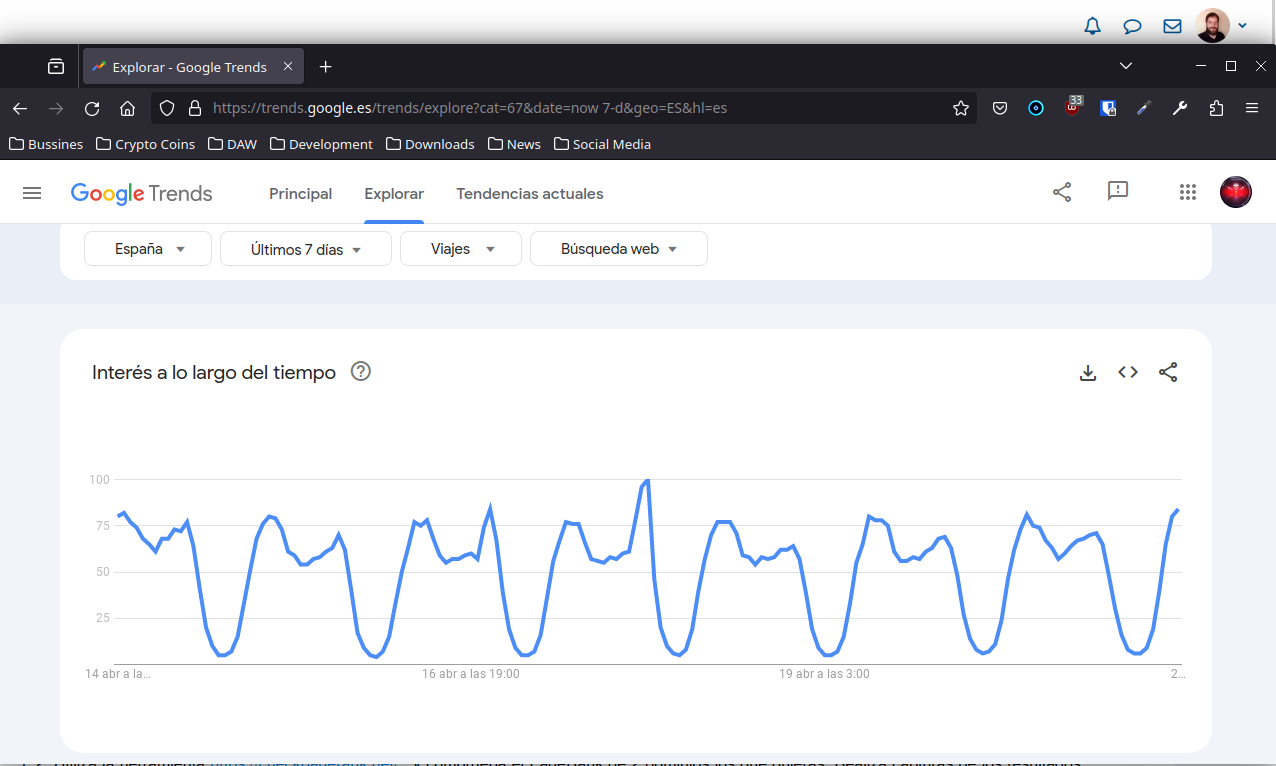 Explorar - Google Trends
https://trends.google.es/trends/explore?cat=67&date=now 7-d&geo=ES&hl=es
33
Bussines Crypto Coins DAW Development Downloads News Social Media
Google Trends Principal Explorar Tendencias actuales
España Últimos 7 días Viajes Búsqueda web
Interés a lo largo del tiempo
100
75
50
25
14 abr a la… 16 abr a las 19:00 19 abr a las 3:00 2…